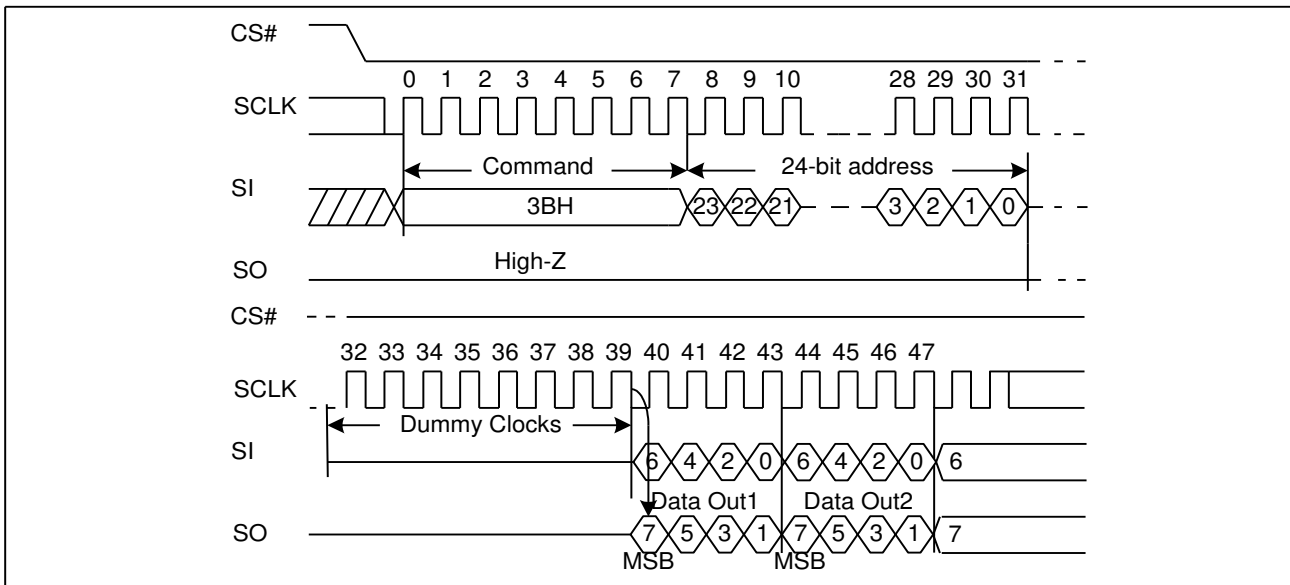 CS#
0 1 2 3 4 5 6 7 8 9 10 28 29 30 31
SCLK
Command 24-bit address
SI 3BH 23 22 21 3 2 1 0
High-Z
SO
CS#
32 33 34 35 36 37 38 39 40 41 42 43 44 45 46 47
SCLK
Dummy Clocks
SI 6 4 2 0 6 4 2 0 6
Data Out1 Data Out2
SO 7 5 3 1 7 5 3 1 7
MSB MSB